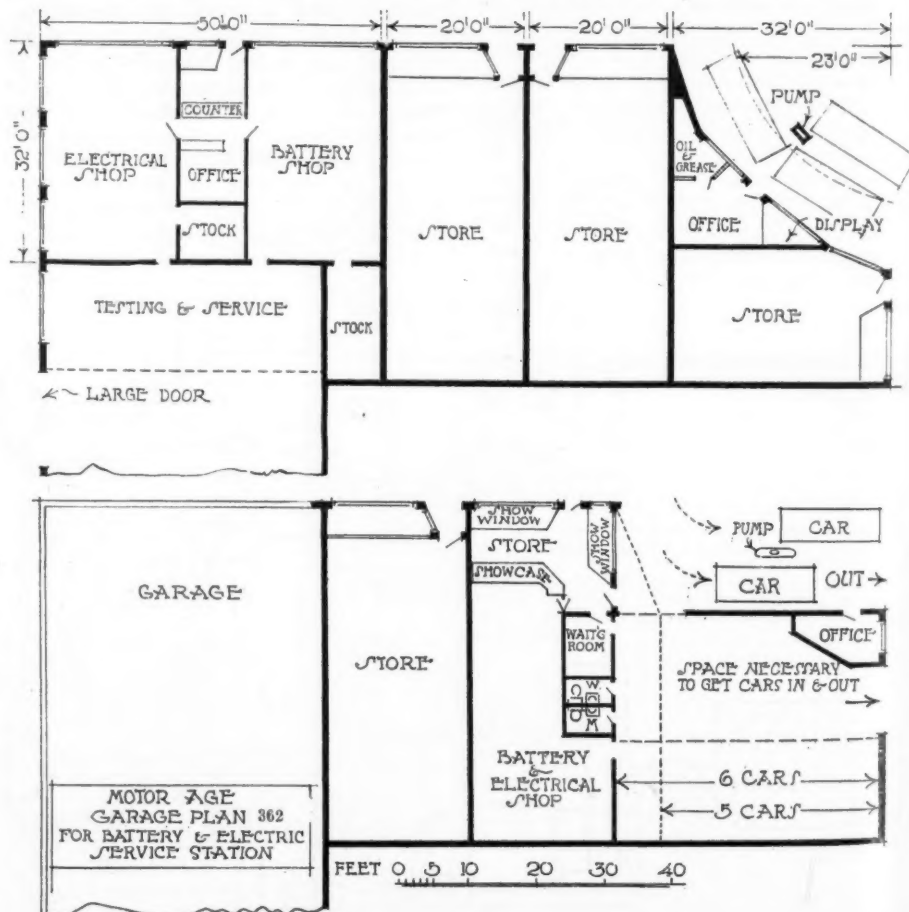 50'0"
20'0"
20'0"
32'0"
23'0"
32'0"
PUMP
COUNTER
ELECTRICAL
SHOP
OFFICE
BATTERY
SHOP
STOCK
STORE
STORE
OIL
&
GREASE
OFFICE
DISPLAY
STORE
TESTING & SERVICE
STOCK
LARGE DOOR
GARAGE
STORE
SHOW
WINDOW
STORE
SHOWCASE
SHOW
WINDOW
PUMP
CAR
CAR
OUT
WAIT'G
ROOM
OFFICE
SPACE NECESSARY
TO GET CARS IN & OUT
W.
M
BATTERY
&
ELECTRICAL
SHOP
6 CARS
5 CARS
MOTOR AGE
GARAGE PLAN 362
FOR BATTERY & ELECTRIC
SERVICE STATION
FEET 0 5 10 20 30 40